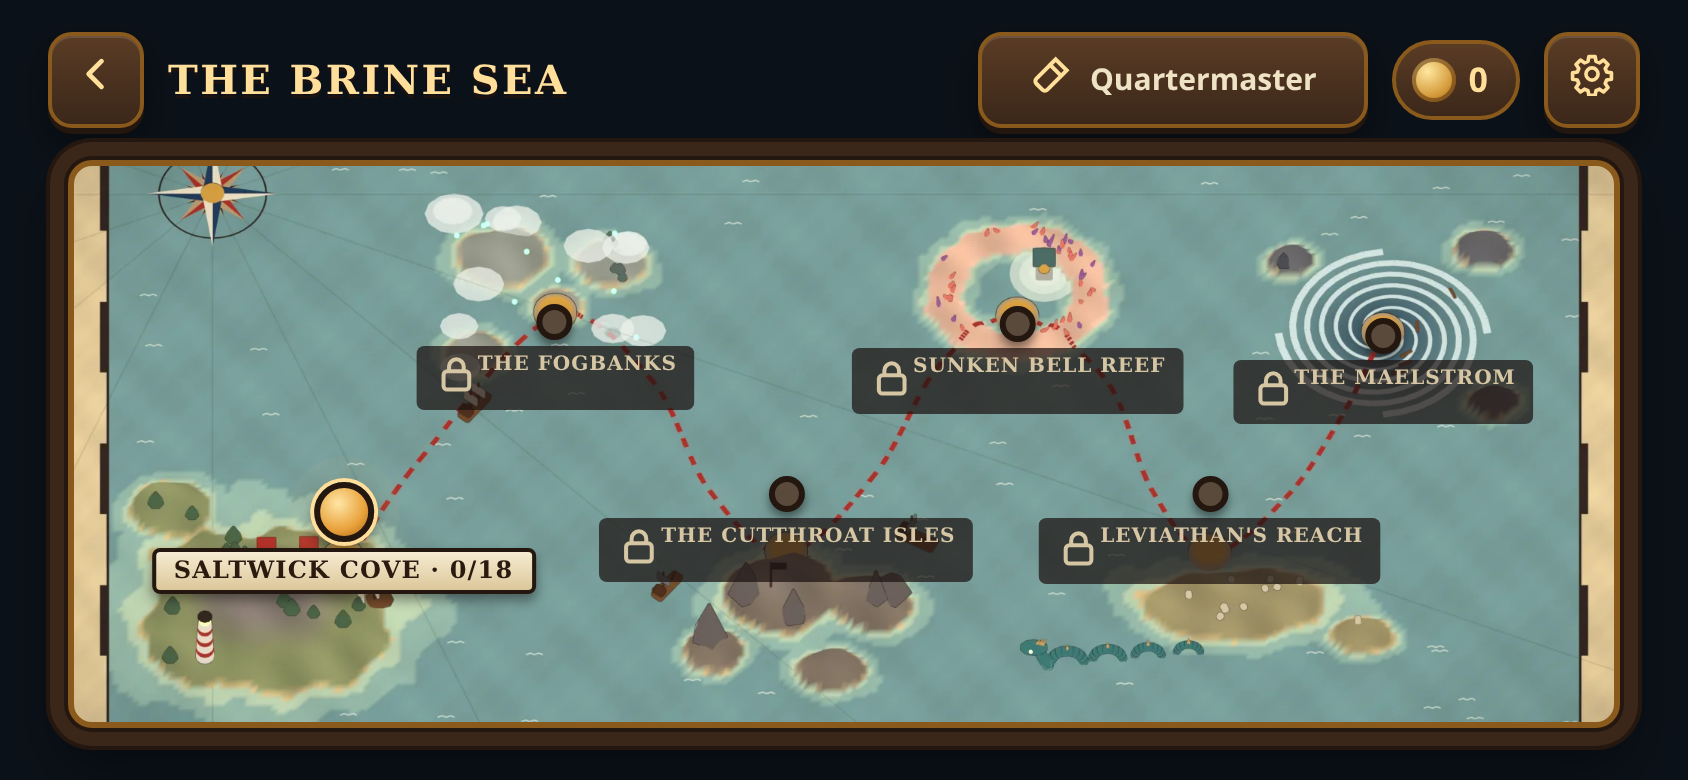 THE BRINE SEA
Quartermaster
0
THE FOGBANKS
SUNKEN BELL REEF
THE MAELSTROM
THE CUTTHROAT ISLES
LEVIATHAN'S REACH
SALTWICK COVE · 0/18